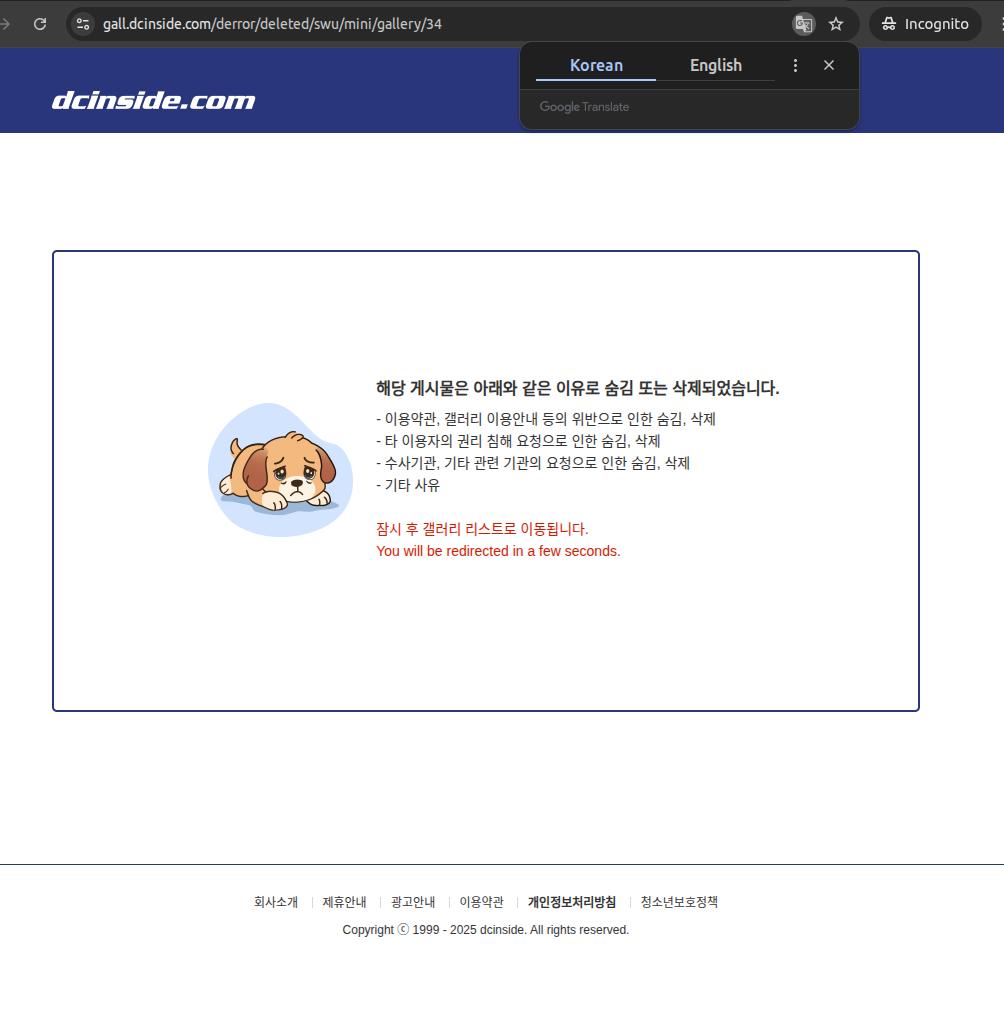 gall.dcinside.com/derror/deleted/swu/mini/gallery/34
Incognito
Korean English
Google Translate
dcinside.com
해당 게시물은 아래와 같은 이유로 숨김 또는 삭제되었습니다.
- 이용약관, 갤러리 이용안내 등의 위반으로 인한 숨김, 삭제
- 타 이용자의 권리 침해 요청으로 인한 숨김, 삭제
- 수사기관, 기타 관련 기관의 요청으로 인한 숨김, 삭제
- 기타 사유
잠시 후 갤러리 리스트로 이동됩니다.
You will be redirected in a few seconds.
회사소개 제휴안내 광고안내 이용약관 개인정보처리방침 청소년보호정책
Copyright ⓒ 1999 - 2025 dcinside. All rights reserved.